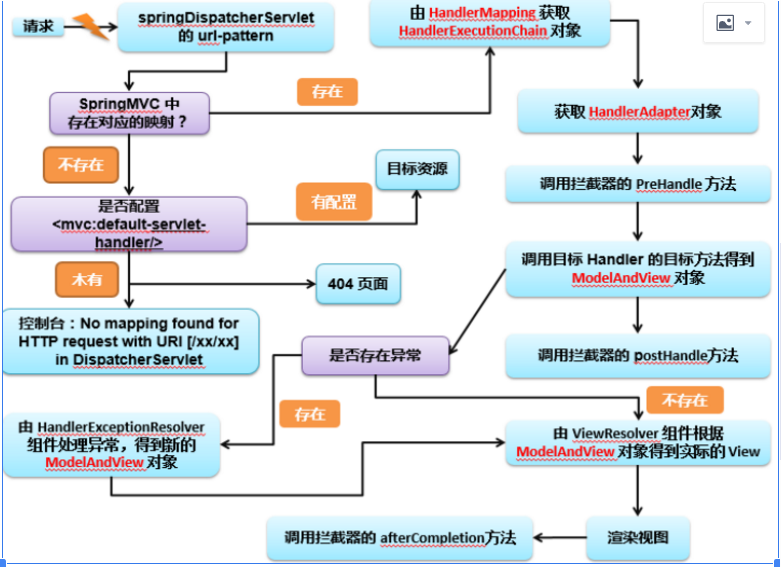 请求
springDispatcherServlet
的 url-pattern
由 HandlerMapping 获取
HandlerExecutionChain 对象
SpringMVC 中
存在对应的映射？
存在
获取 HandlerAdapter对象
不存在
目标资源
调用拦截器的 PreHandle 方法
是否配置
<mvc:default-servlet-
handler/>
有配置
调用目标 Handler 的目标方法得到
ModelAndView 对象
木有
404 页面
控制台：No mapping found for
HTTP request with URI [/xx/xx]
in DispatcherServlet
是否存在异常
调用拦截器的 postHandle方法
存在
不存在
由 HandlerExceptionResolver
组件处理异常，得到新的
ModelAndView 对象
由 ViewResolver 组件根据
ModelAndView 对象得到实际的 View
调用拦截器的 afterCompletion方法
渲染视图